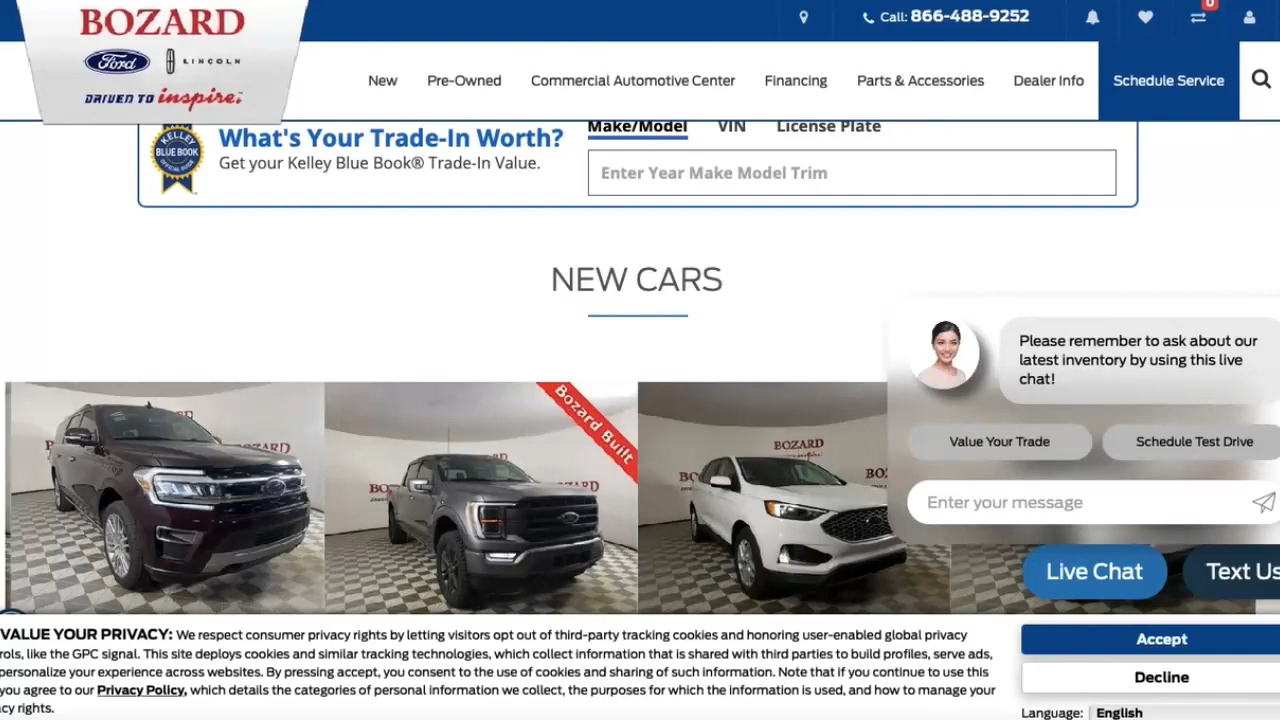 BOZARD
Ford
LINCOLN
DRIVEN TO inspire.
Call: 866-488-9252
0
New
Pre-Owned
Commercial Automotive Center
Financing
Parts & Accessories
Dealer Info
Schedule Service
KELLEY
BLUE BOOK
What's Your Trade-In Worth?
Get your Kelley Blue Book® Trade-In Value.
Make/Model
VIN
License Plate
Enter Year Make Model Trim
NEW CARS
Bozard Built
BOZARD
Please remember to ask about our
latest inventory by using this live
chat!
Value Your Trade
Schedule Test Drive
Enter your message
Live Chat
Text Us
VALUE YOUR PRIVACY: We respect consumer privacy rights by letting visitors opt out of third-party tracking cookies and honoring user-enabled global privacy
rols, like the GPC signal. This site deploys cookies and similar tracking technologies, which collect information that is shared with third parties to build profiles, serve ads,
personalize your experience across websites. By pressing accept, you consent to the use of cookies and sharing of such information. Note that if you continue to use this
you agree to our Privacy Policy, which details the categories of personal information we collect, the purposes for which the information is used, and how to manage your
cy rights.
Accept
Decline
Language: English